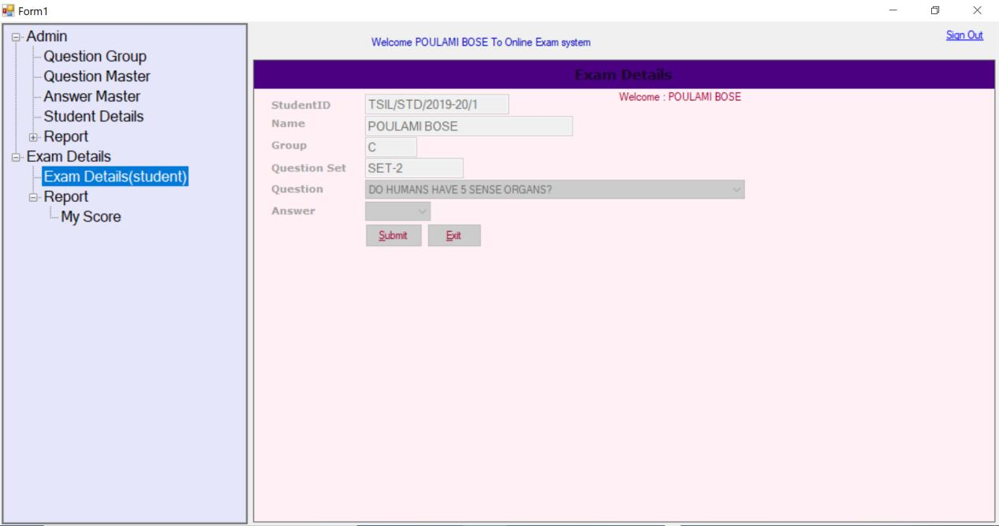 Form1
Admin
Question Group
Question Master
Answer Master
Student Details
Report
Exam Details
Exam Details(student)
Report
My Score
Welcome POULAMI BOSE To Online Exam system
Sign Out
Exam Details
Welcome : POULAMI BOSE
StudentID TSIL/STD/2019-20/1
Name POULAMI BOSE
Group C
Question Set SET-2
Question DO HUMANS HAVE 5 SENSE ORGANS?
Answer
Submit Exit